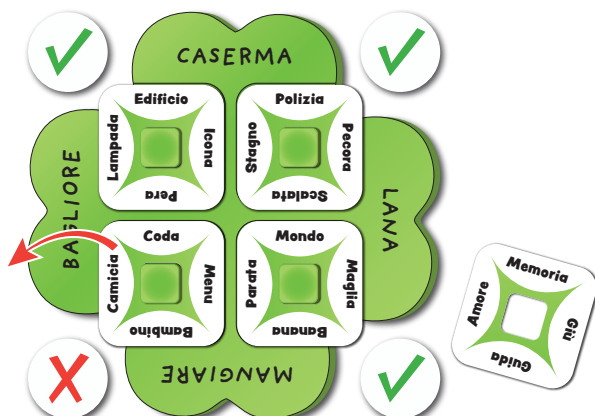 CASERMA
BAGLIORE
LANA
MANGIARE
Edificio
Lampada
Icona
Pera
Polizia
Stagno
Pecora
Scalata
Coda
Camicia
Menu
Bambino
Mondo
Parata
Maglia
Banana
Memoria
Amore
Giù
Guida